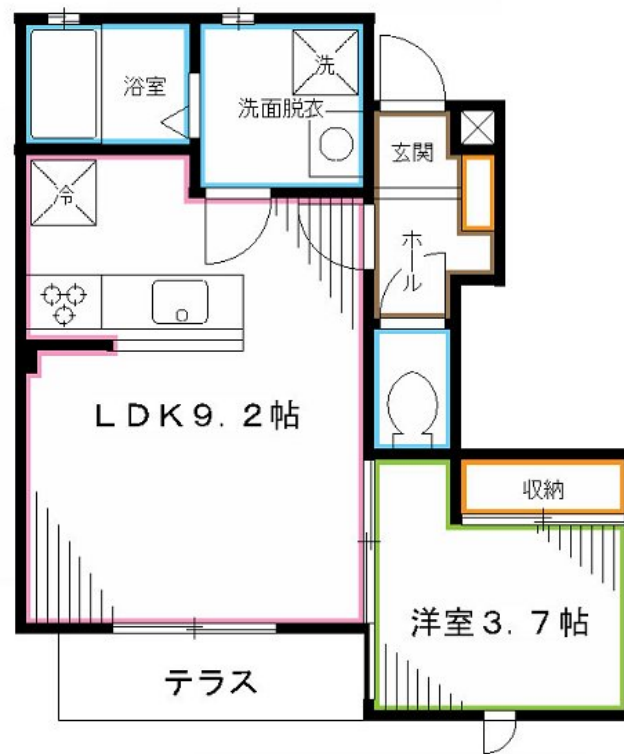 浴室
洗
洗面脱衣
玄関
冷
ホール
LDK9.2帖
収納
洋室3.7帖
テラス